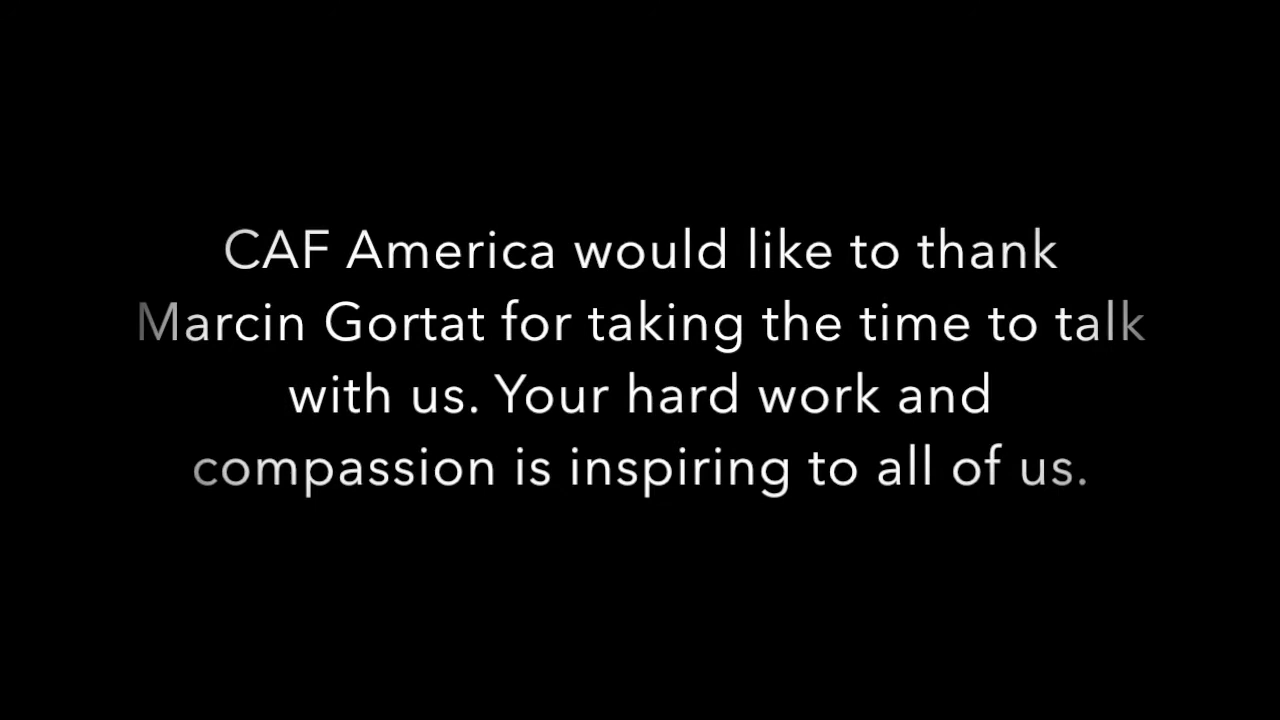 CAF America would like to thank
Marcin Gortat for taking the time to talk
with us. Your hard work and
compassion is inspiring to all of us.